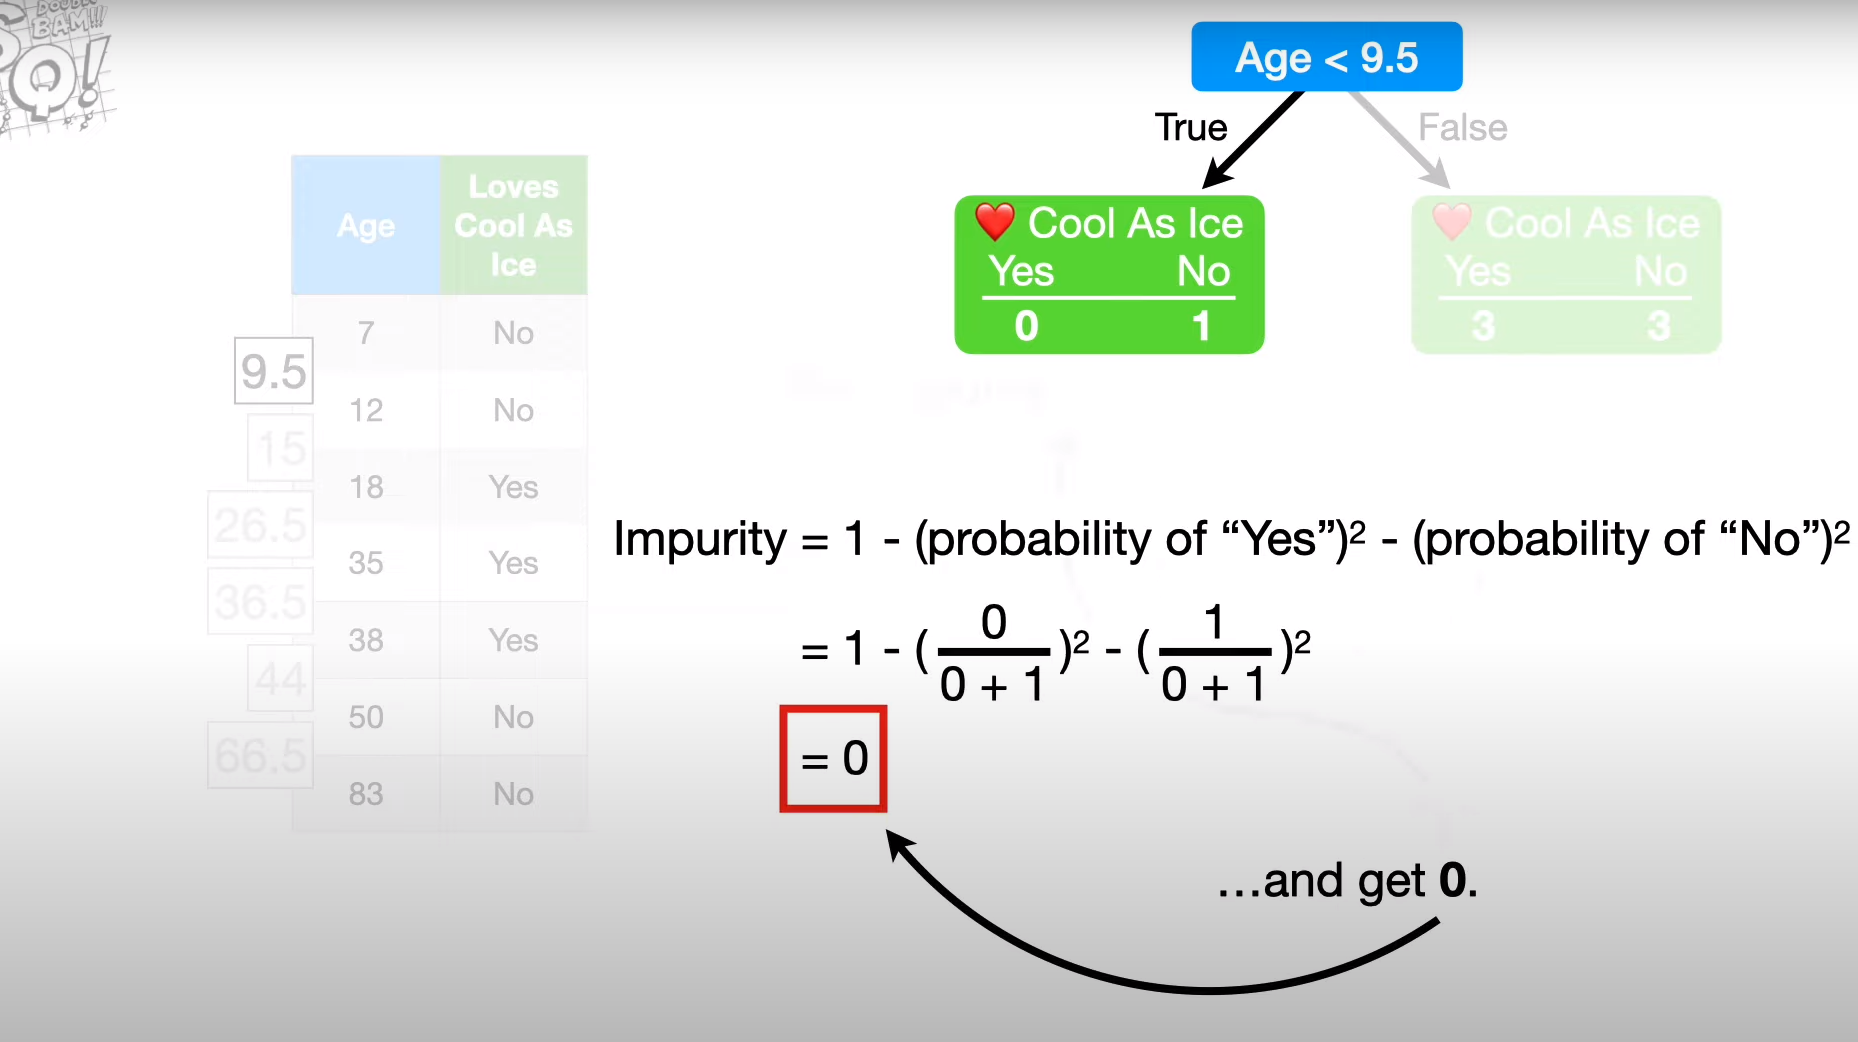 DOUBLE
BAM!!!
Age < 9.5
True
False
❤️ Cool As Ice
Yes No
0 1
❤️ Cool As Ice
Yes No
3 3
Age
Loves
Cool As
Ice
7 No
9.5
12 No
15
18 Yes
26.5
35 Yes
36.5
38 Yes
44
50 No
66.5
83 No
Impurity = 1 - (probability of “Yes”)² - (probability of “No”)²
= 1 - ( 0 / 0 + 1 )² - ( 1 / 0 + 1 )²
= 0
…and get 0.